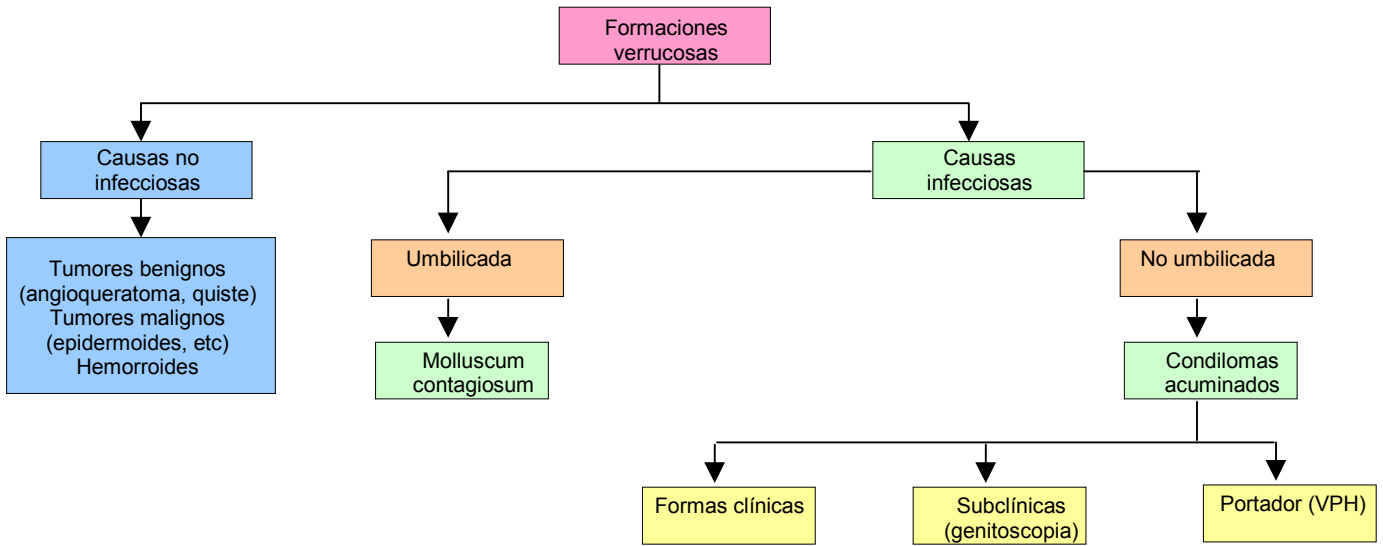 Formaciones
verrucosas
Causas no
infecciosas
Causas
infecciosas
Tumores benignos
(angioqueratoma, quiste)
Tumores malignos
(epidermoides, etc)
Hemorroides
Umbilicada
No umbilicada
Molluscum
contagiosum
Condilomas
acuminados
Formas clínicas
Subclínicas
(genitoscopia)
Portador (VPH)